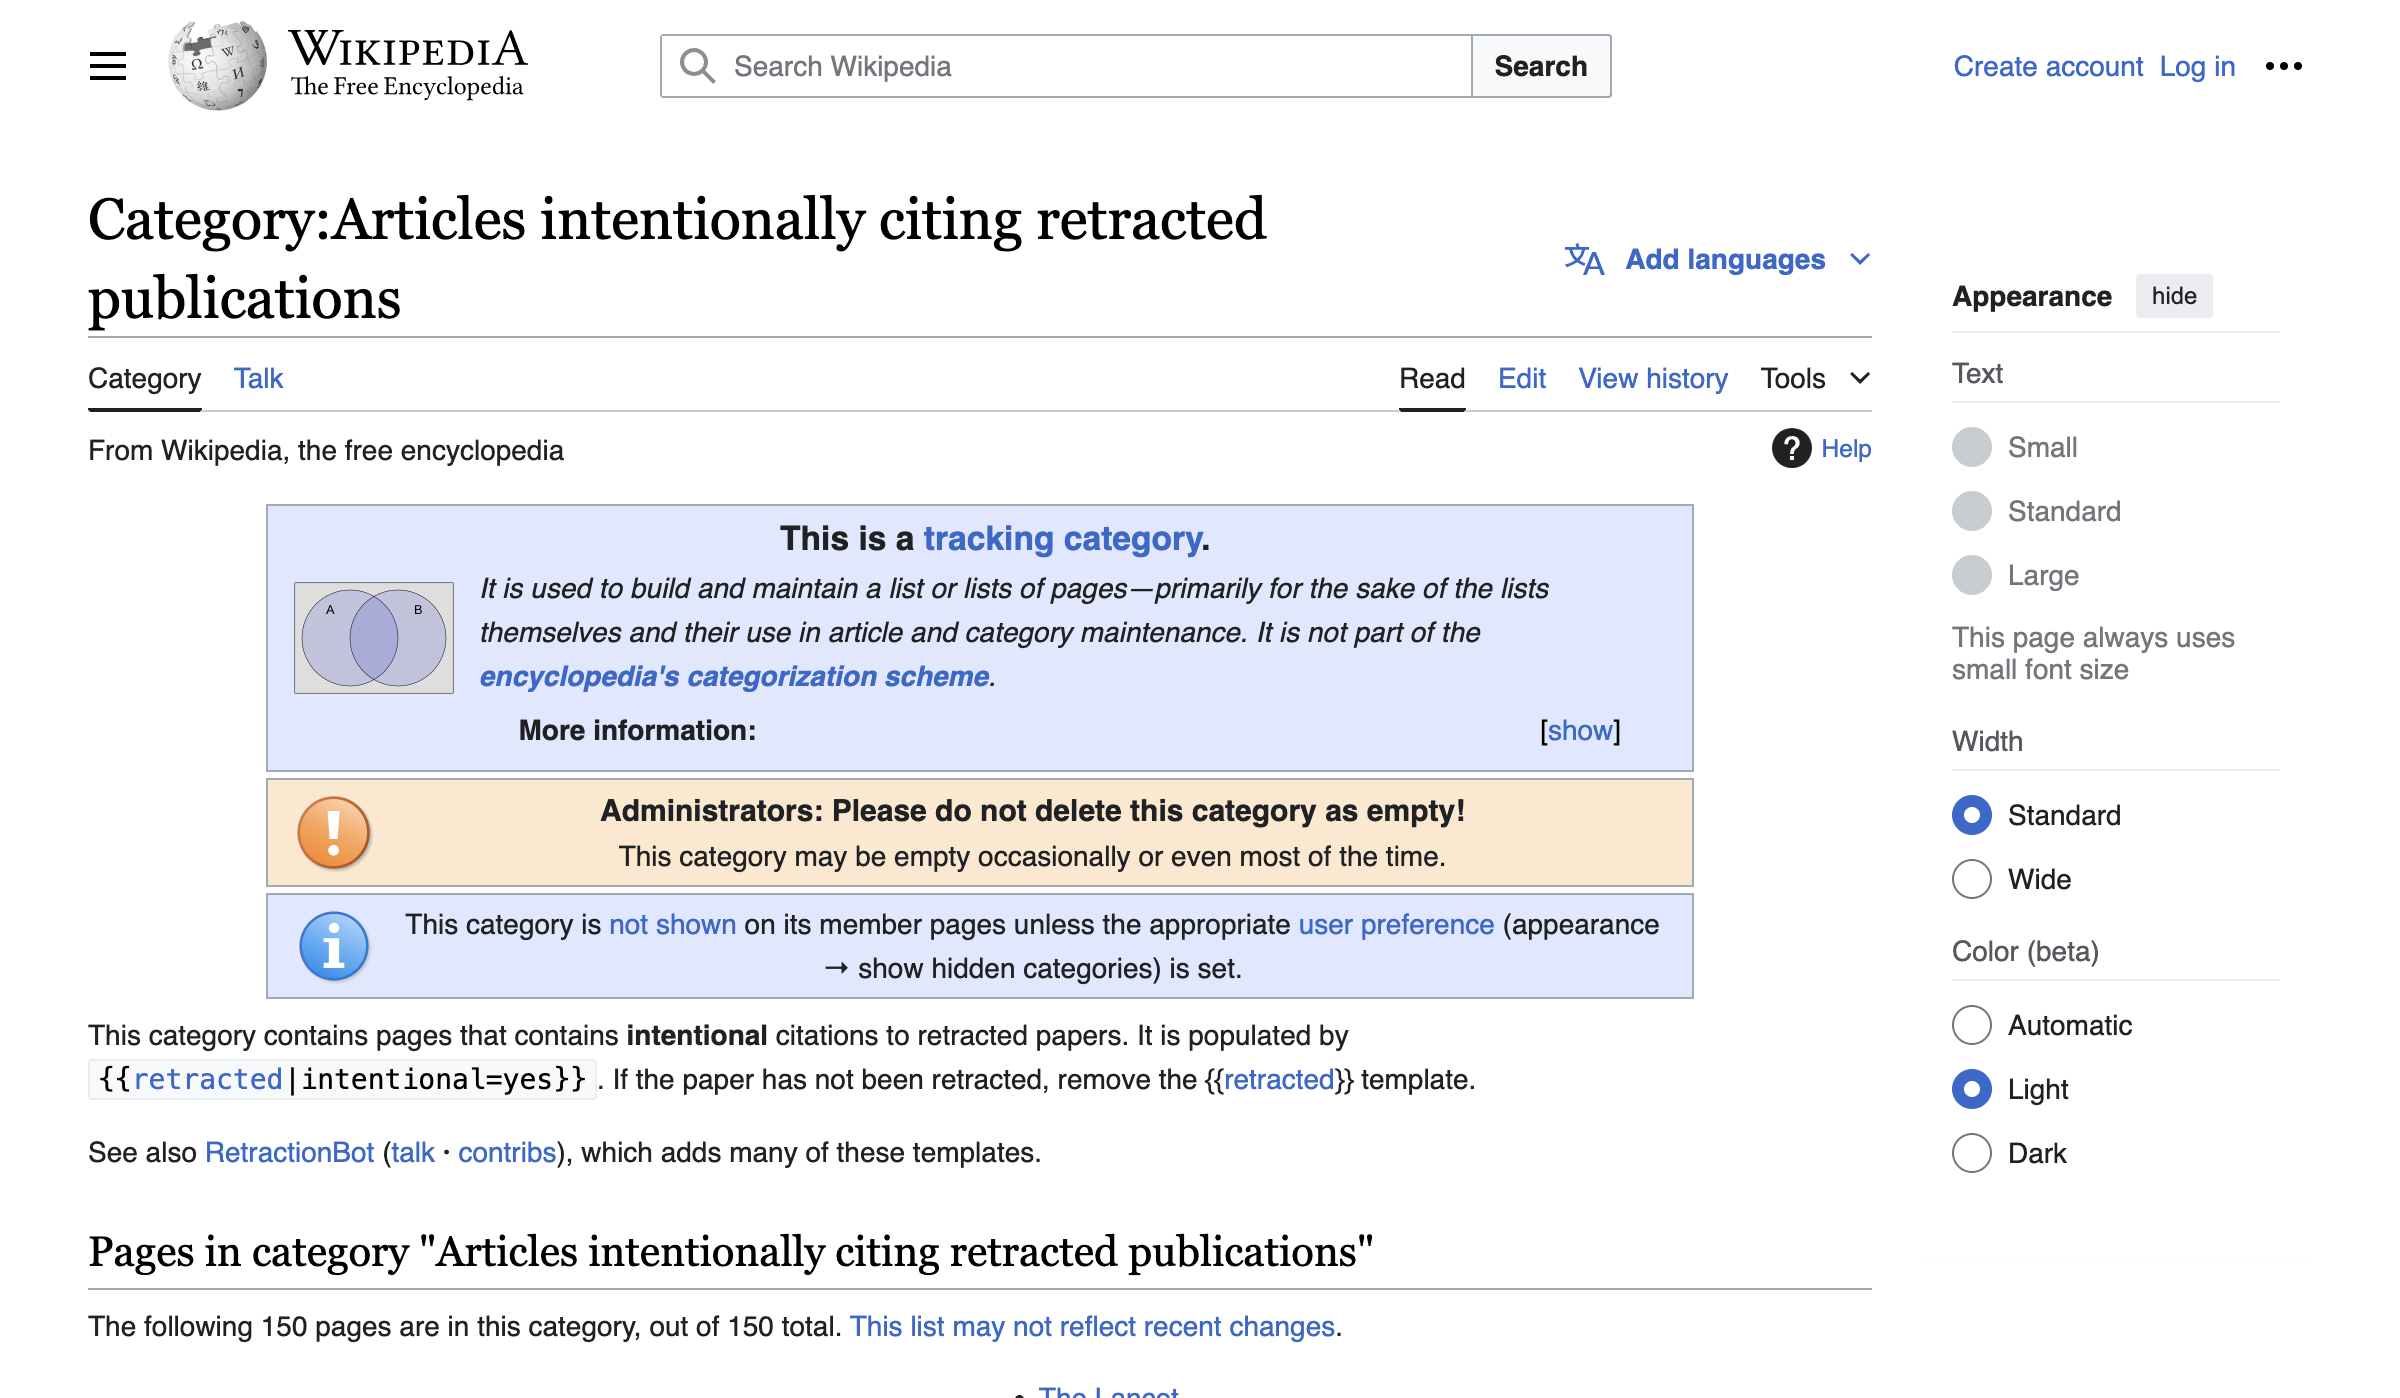 WIKIPEDIA
The Free Encyclopedia
Search Wikipedia
Search
Create account
Log in
Category:Articles intentionally citing retracted
publications
Add languages
Category
Talk
Read
Edit
View history
Tools
From Wikipedia, the free encyclopedia
Help
This is a tracking category.
A
B
It is used to build and maintain a list or lists of pages—primarily for the sake of the lists
themselves and their use in article and category maintenance. It is not part of the
encyclopedia's categorization scheme.
More information:
[show]
Administrators: Please do not delete this category as empty!
This category may be empty occasionally or even most of the time.
This category is not shown on its member pages unless the appropriate user preference (appearance
→ show hidden categories) is set.
This category contains pages that contains intentional citations to retracted papers. It is populated by
{{retracted|intentional=yes}}. If the paper has not been retracted, remove the {{retracted}} template.
See also RetractionBot (talk · contribs), which adds many of these templates.
Pages in category "Articles intentionally citing retracted publications"
The following 150 pages are in this category, out of 150 total. This list may not reflect recent changes.
• The Lancet
Appearance
hide
Text
Small
Standard
Large
This page always uses
small font size
Width
Standard
Wide
Color (beta)
Automatic
Light
Dark